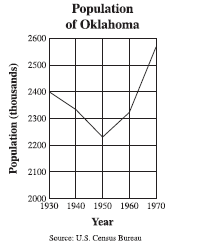 Population
of Oklahoma
Population (thousands)
2600
2500
2400
2300
2200
2100
2000
1930 1940 1950 1960 1970
Year
Source: U.S. Census Bureau